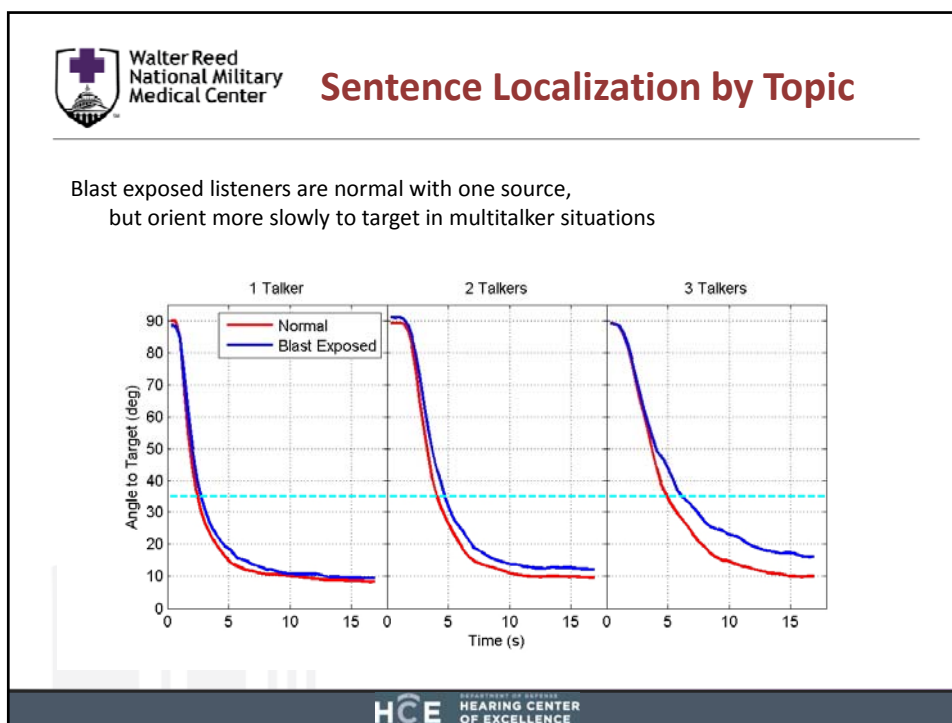 Walter Reed
National Military
Medical Center
SM
Sentence Localization by Topic
Blast exposed listeners are normal with one source,
but orient more slowly to target in multitalker situations
1 Talker 2 Talkers 3 Talkers
Normal
Blast Exposed
Angle to Target (deg)
90
80
70
60
50
40
30
20
10
0
0 5 10 15 0 5 10 15 0 5 10 15
Time (s)
HCE
DEPARTMENT OF DEFENSE
HEARING CENTER
OF EXCELLENCE